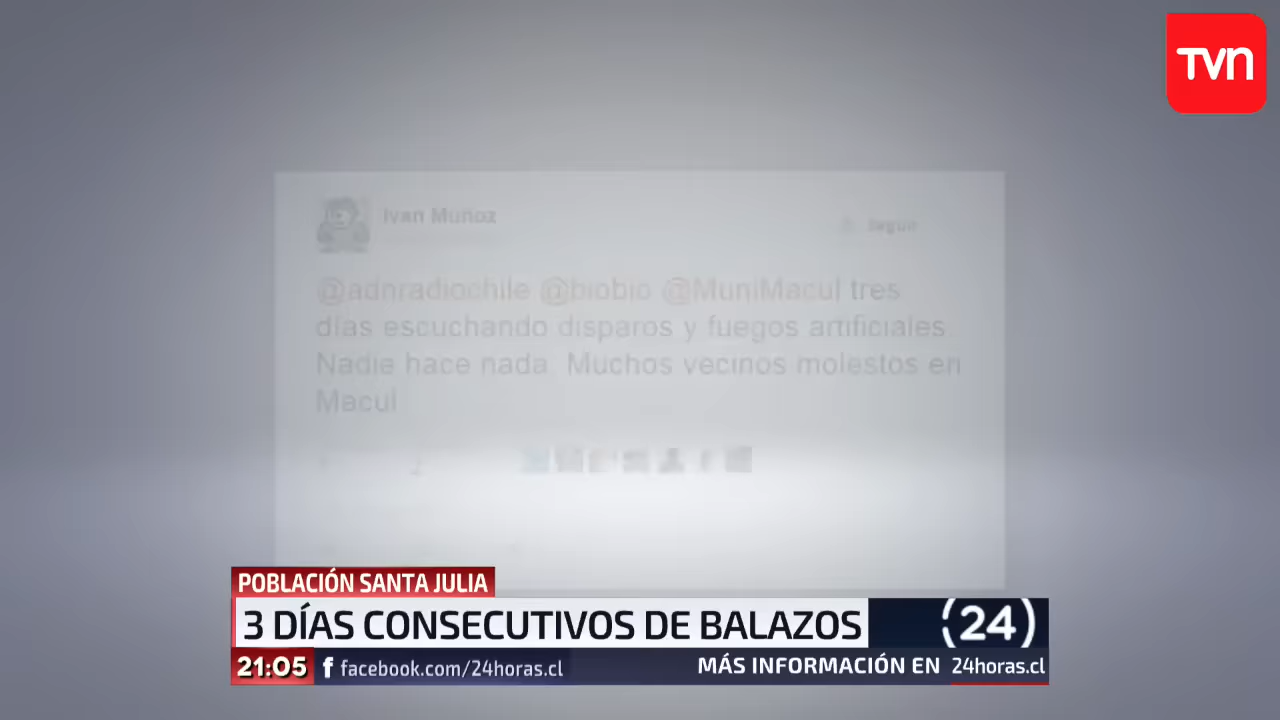 TVN
Ivan Muñoz
Seguir
@adnradiochile @biobio @MuniMacul tres
días escuchando disparos y fuegos artificiales
Nadie hace nada. Muchos vecinos molestos en
Macul
2
POBLACIÓN SANTA JULIA
3 DÍAS CONSECUTIVOS DE BALAZOS
(24)
21:05 f facebook.com/24horas.cl MÁS INFORMACIÓN EN 24horas.cl